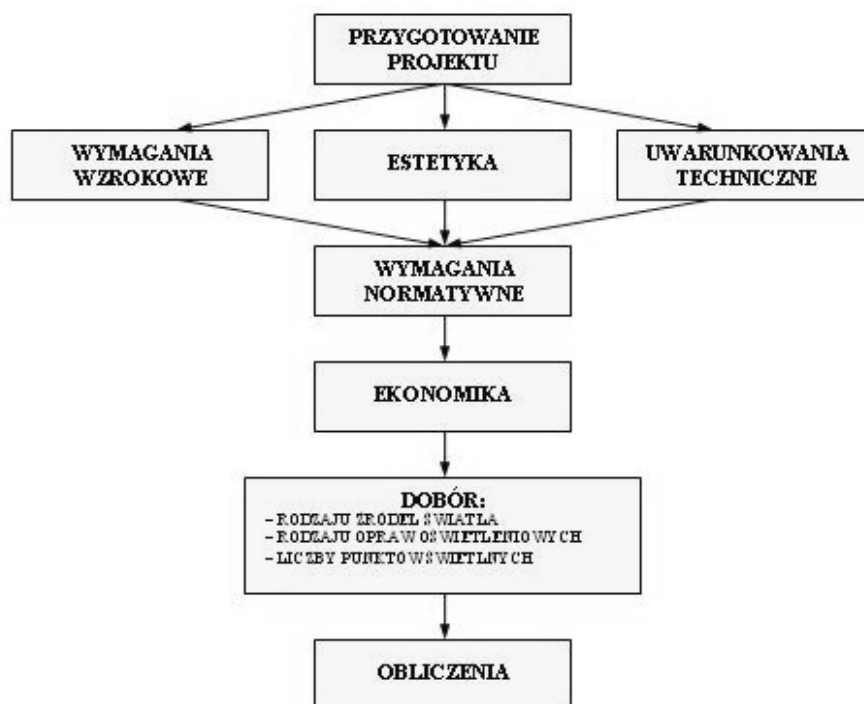 PRZYGOTOWANIE
PROJEKTU
WYMAGANIA
WZROKOWE
ESTETYKA
UWARUNKOWANIA
TECHNICZNE
WYMAGANIA
NORMATYWNE
EKONOMIKA
DOBÓR:
– RODZAJU ŹRÓDEŁ ŚWIATŁA
– RODZAJU OPRAW OŚWIETLENIOWYCH
– LICZBY PUNKTÓW ŚWIETLNYCH
OBLICZENIA